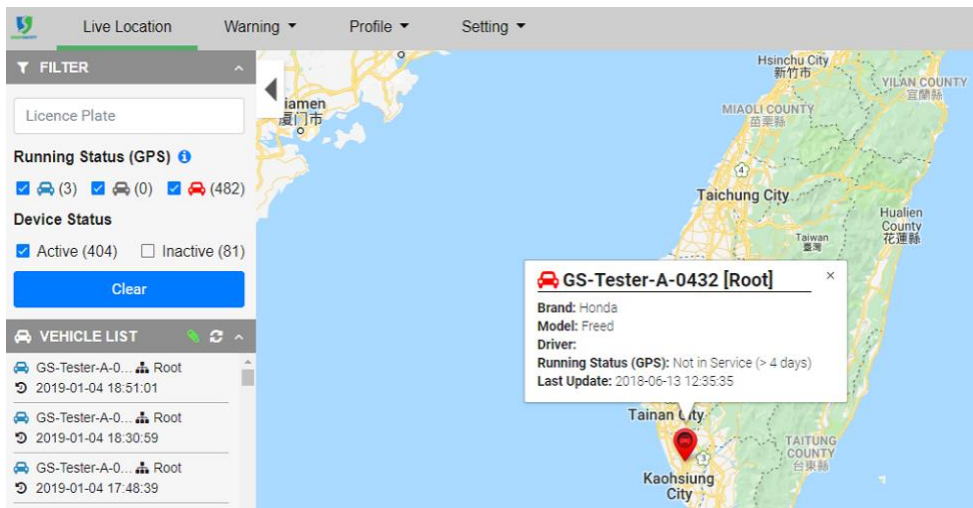 Live Location
Warning
Profile
Setting
FILTER
Licence Plate
Running Status (GPS)
(3) (0) (482)
Device Status
Active (404) Inactive (81)
Clear
VEHICLE LIST
GS-Tester-A-0... Root
2019-01-04 18:51:01
GS-Tester-A-0... Root
2019-01-04 18:30:59
GS-Tester-A-0... Root
2019-01-04 17:48:39
iamen
厦门市
Hsinchu City
新竹市
YILAN COUNTY
宜蘭縣
MIAOLI COUNTY
苗栗縣
4
Taichung City
Hualien
County
花蓮縣
Taiwan
臺灣
GS-Tester-A-0432 [Root]
×
Brand: Honda
Model: Freed
Driver:
Running Status (GPS): Not in Service (> 4 days)
Last Update: 2018-06-13 12:35:35
Tainan City
3
TAITUNG
COUNTY
台東縣
Kaohsiung
City